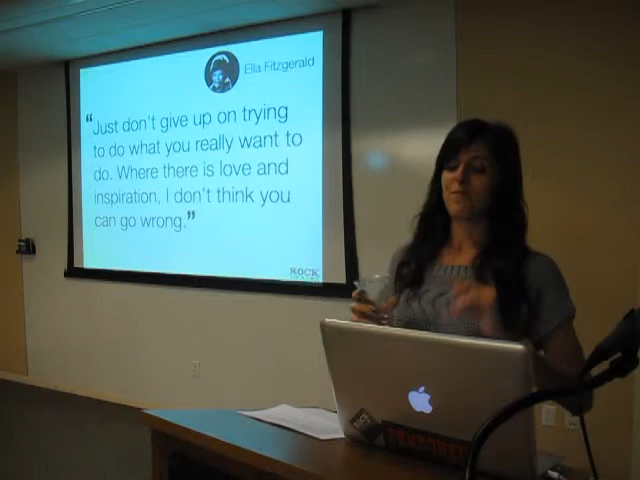 Ella Fitzgerald
“Just don't give up on trying
to do what you really want to
do. Where there is love and
inspiration, I don't think you
can go wrong.”
ROCK